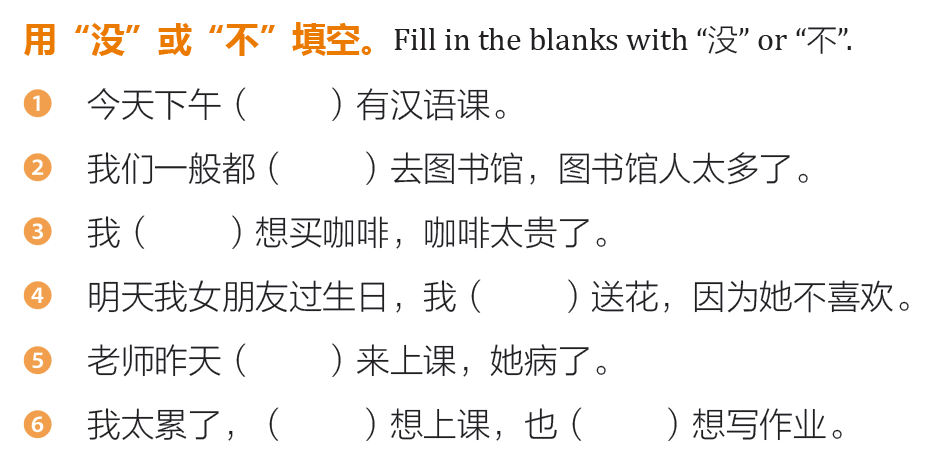 用“没”或“不”填空。Fill in the blanks with “没” or “不”.
1 今天下午（　　）有汉语课。
2 我们一般都（　　）去图书馆，图书馆人太多了。
3 我（　　）想买咖啡，咖啡太贵了。
4 明天我女朋友过生日，我（　　）送花，因为她不喜欢。
5 老师昨天（　　）来上课，她病了。
6 我太累了，（　　）想上课，也（　　）想写作业。